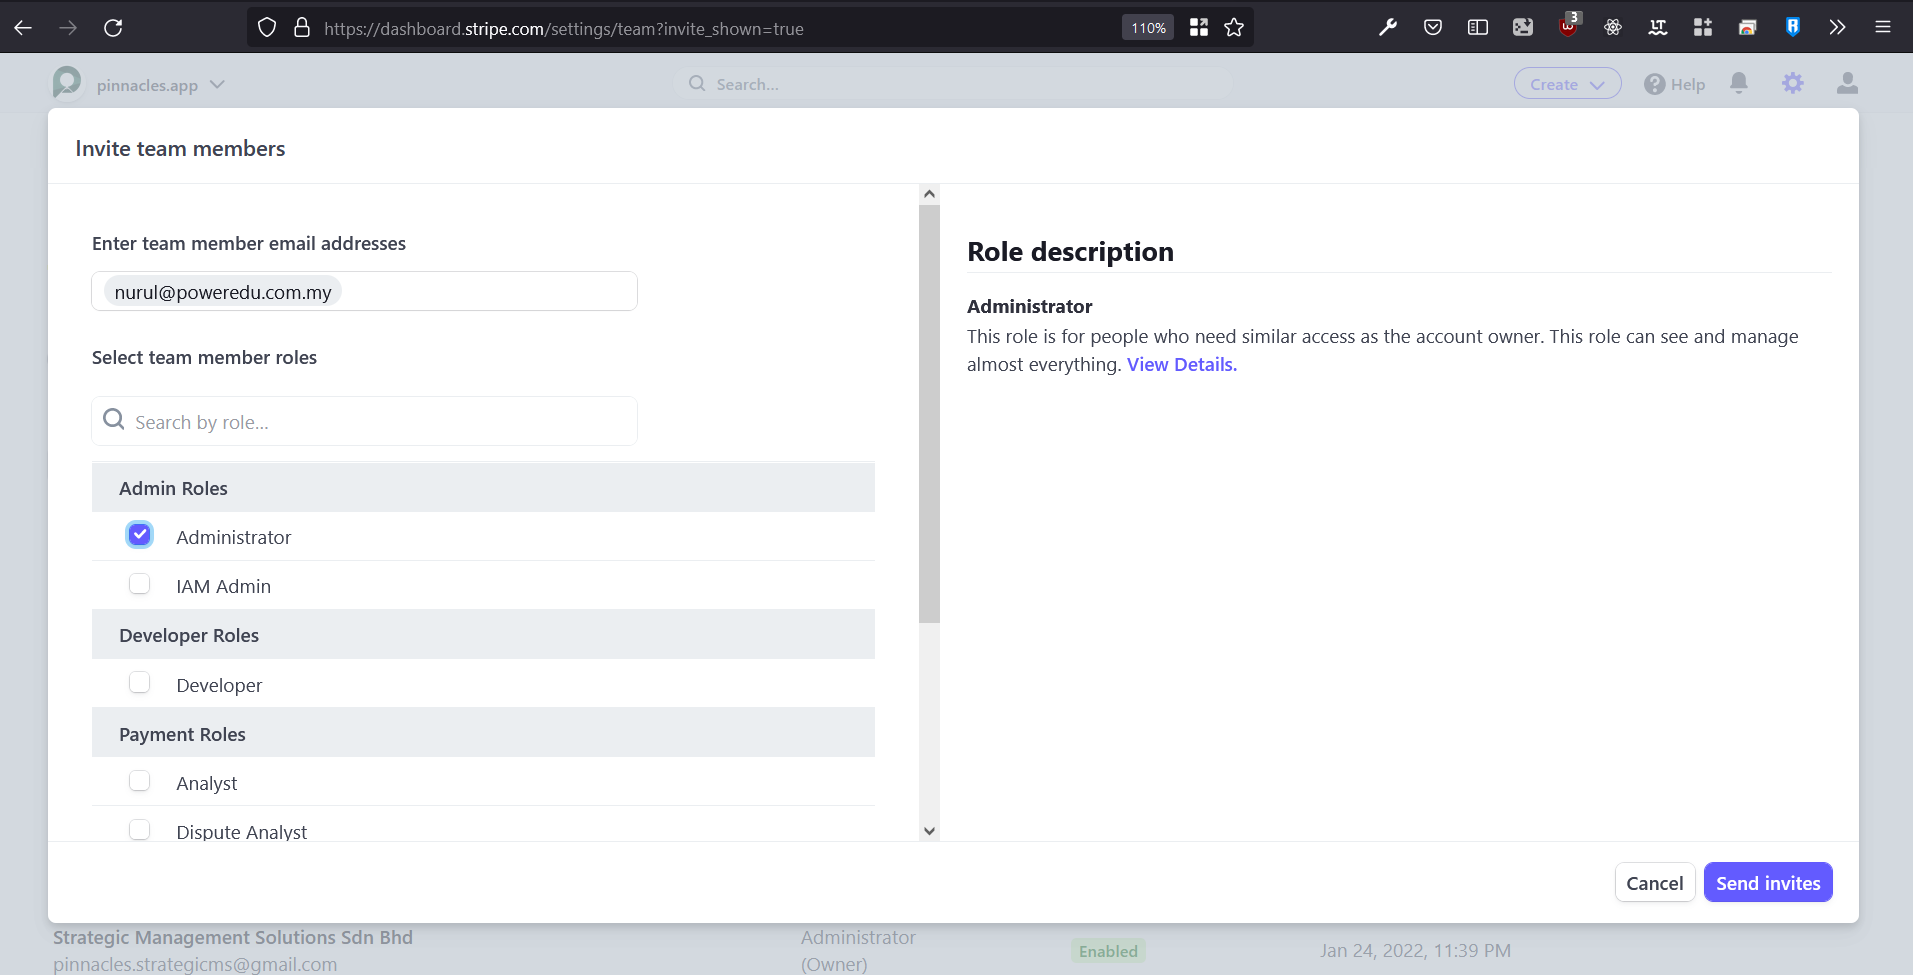 https://dashboard.stripe.com/settings/team?invite_shown=true
110%
3
pinnacles.app
Search...
Create
Help
Invite team members
Enter team member email addresses
nurul@poweredu.com.my
Select team member roles
Search by role...
Admin Roles
Administrator
IAM Admin
Developer Roles
Developer
Payment Roles
Analyst
Dispute Analyst
Role description
Administrator
This role is for people who need similar access as the account owner. This role can see and manage
almost everything. View Details.
Cancel
Send invites
Strategic Management Solutions Sdn Bhd
pinnacles.strategicms@gmail.com
Administrator
(Owner)
Enabled
Jan 24, 2022, 11:39 PM